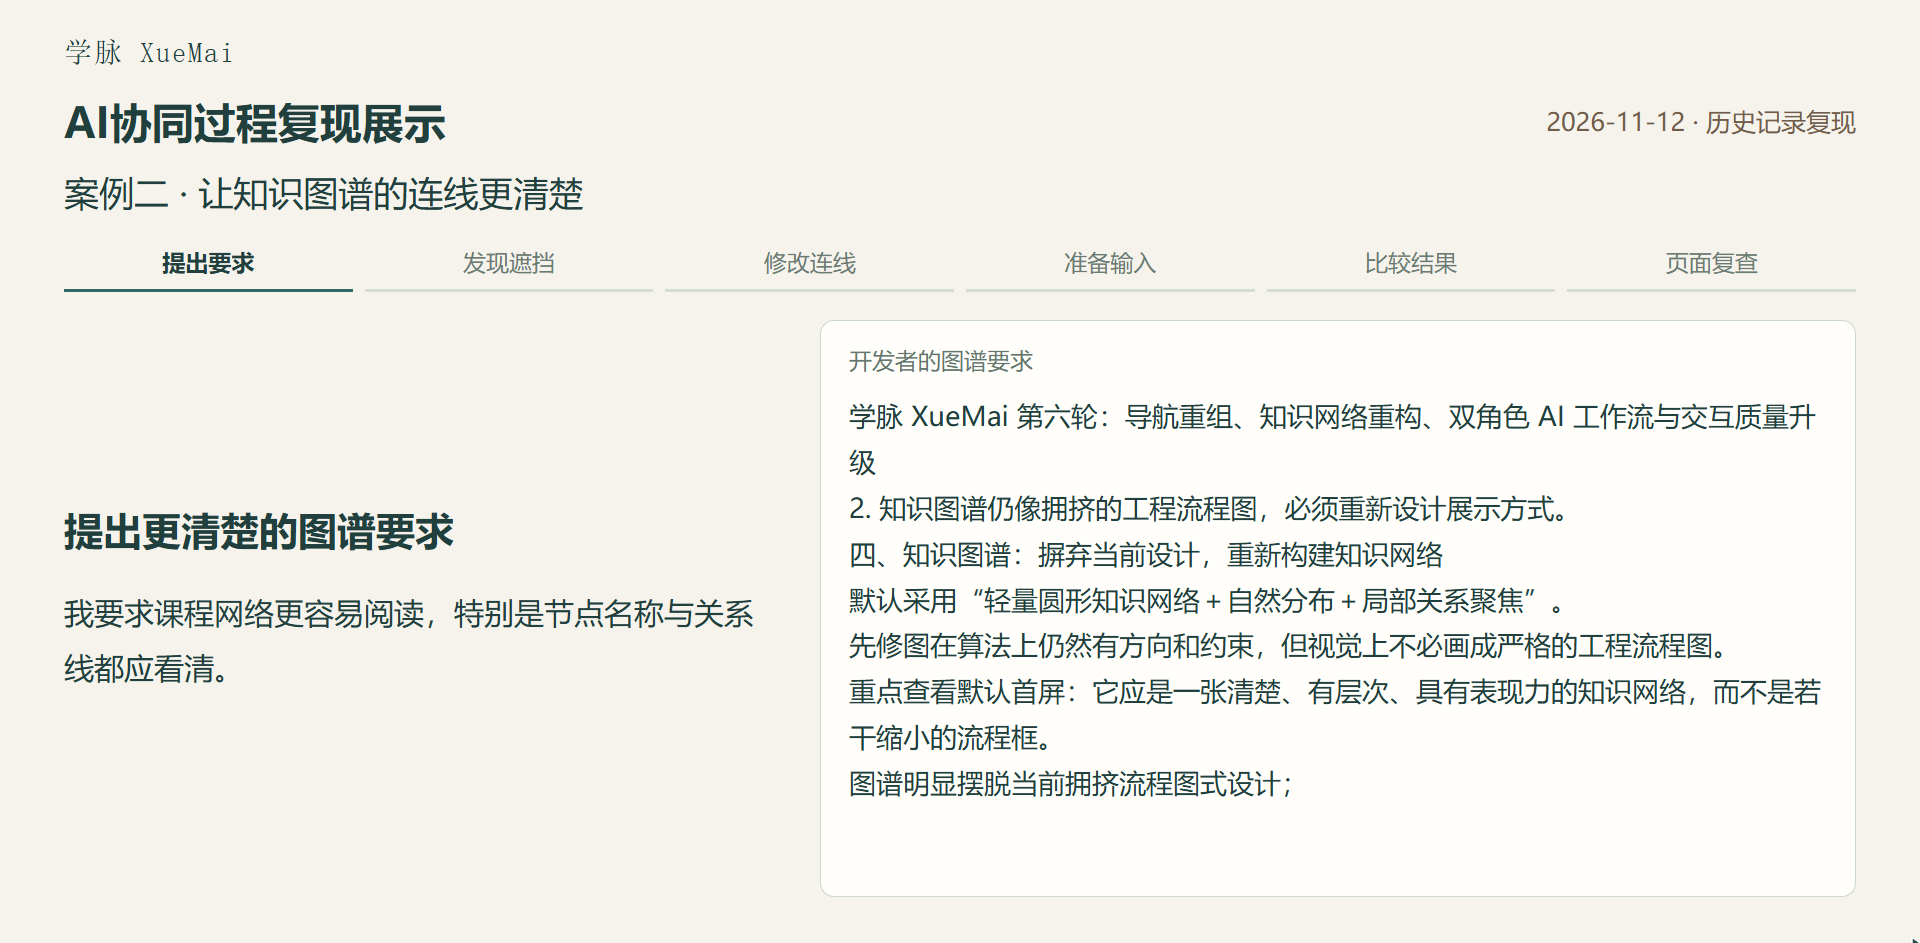 学脉 XueMai
AI协同过程复现展示
2026-11-12 · 历史记录复现
案例二 · 让知识图谱的连线更清楚
提出要求
发现遮挡
修改连线
准备输入
比较结果
页面复查
提出更清楚的图谱要求
我要求课程网络更容易阅读，特别是节点名称与关系
线都应看清。
开发者的图谱要求
学脉 XueMai 第六轮：导航重组、知识网络重构、双角色 AI 工作流与交互质量升
级
2. 知识图谱仍像拥挤的工程流程图，必须重新设计展示方式。
四、知识图谱：摒弃当前设计，重新构建知识网络
默认采用“轻量圆形知识网络＋自然分布＋局部关系聚焦”。
先修图在算法上仍然有方向和约束，但视觉上不必画成严格的工程流程图。
重点查看默认首屏：它应是一张清楚、有层次、具有表现力的知识网络，而不是若
干缩小的流程框。
图谱明显摆脱当前拥挤流程图式设计；